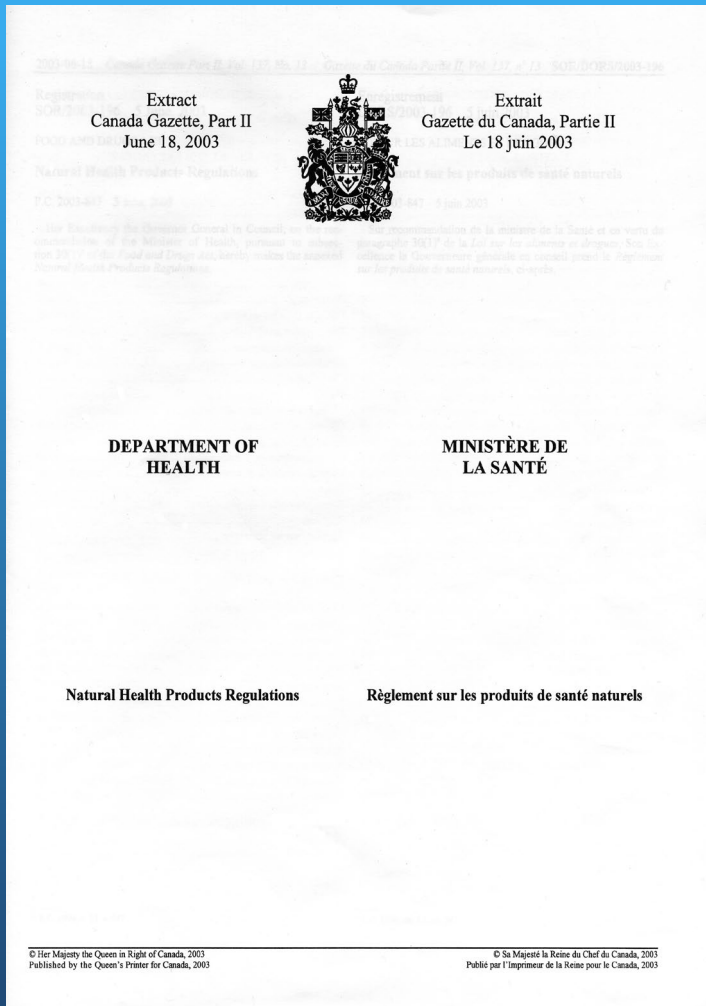 Extract
Canada Gazette, Part II
June 18, 2003
Extrait
Gazette du Canada, Partie II
Le 18 juin 2003
DEPARTMENT OF
HEALTH
MINISTÈRE DE
LA SANTÉ
Natural Health Products Regulations
Règlement sur les produits de santé naturels
© Her Majesty the Queen in Right of Canada, 2003
Published by the Queen's Printer for Canada, 2003
© Sa Majesté la Reine du Chef du Canada, 2003
Publié par l'Imprimeur de la Reine pour le Canada, 2003